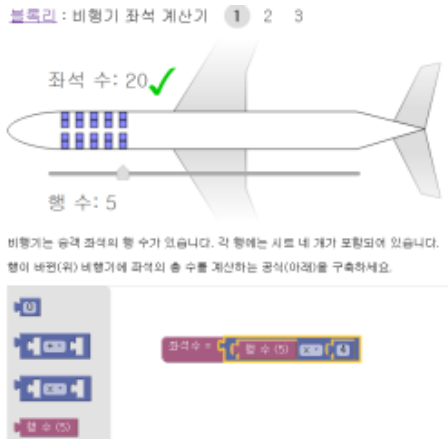 블록리 : 비행기 좌석 계산기 1 2 3
좌석 수: 20
행 수: 5
비행기는 승객 좌석의 행 수가 있습니다. 각 행에는 시트 네 개가 포함되어 있습니다.
행이 바뀐(위) 비행기에 좌석의 총 수를 계산하는 공식(아래)을 구축하세요.
0
+
좌석수 = 행 수 (5) × 4
×
행 수 (5)